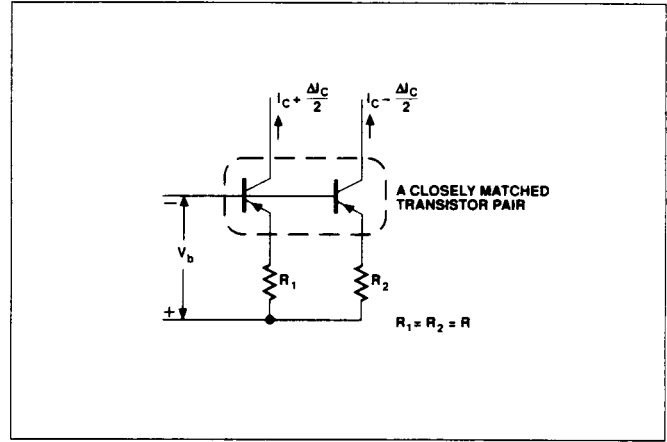 I_C + ΔI_C/2
I_C − ΔI_C/2
A CLOSELY MATCHED
TRANSISTOR PAIR
−
V_b
+
R_1
R_2
R_1 = R_2 = R